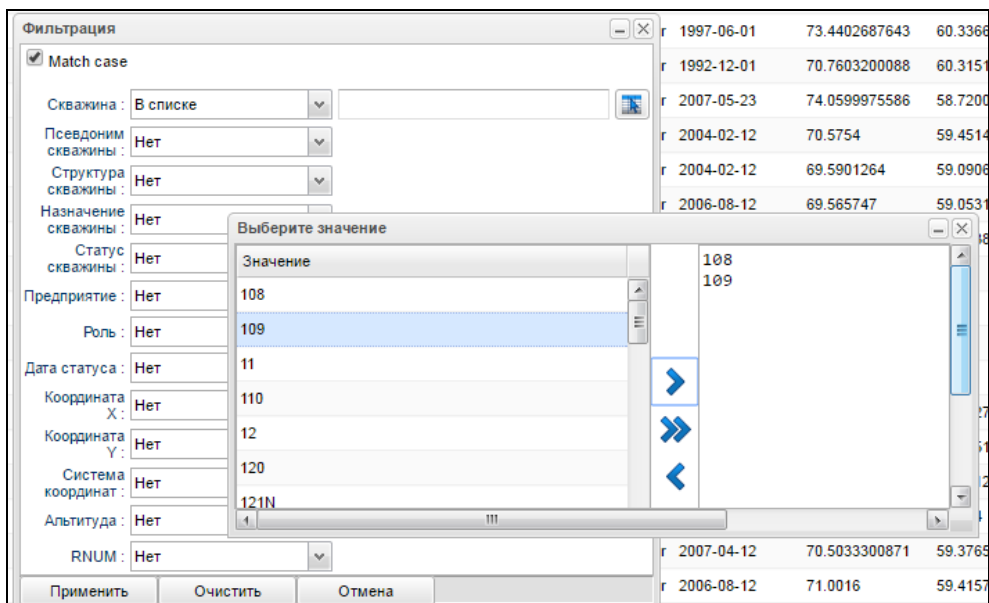 Фильтрация
r 1997-06-01 73.4402687643 60.3366
Match case
r 1992-12-01 70.7603200088 60.3151
Скважина : В списке
r 2007-05-23 74.0599975586 58.7200
Псевдоним скважины : Нет
r 2004-02-12 70.5754 59.4514
Структура скважины : Нет
r 2004-02-12 69.5901264 59.0906
Назначение скважины : Нет
r 2006-08-12 69.565747 59.0531
Выберите значение
Статус скважины : Нет
Значение
108
109
Предприятие : Нет
108
Роль : Нет
109
Дата статуса : Нет
11
Координата X : Нет
110
Координата Y : Нет
12
Система координат : Нет
120
121N
Альтитуда : Нет
RNUM : Нет
r 2007-04-12 70.5033300871 59.3765
Применить Очистить Отмена
r 2006-08-12 71.0016 59.4157